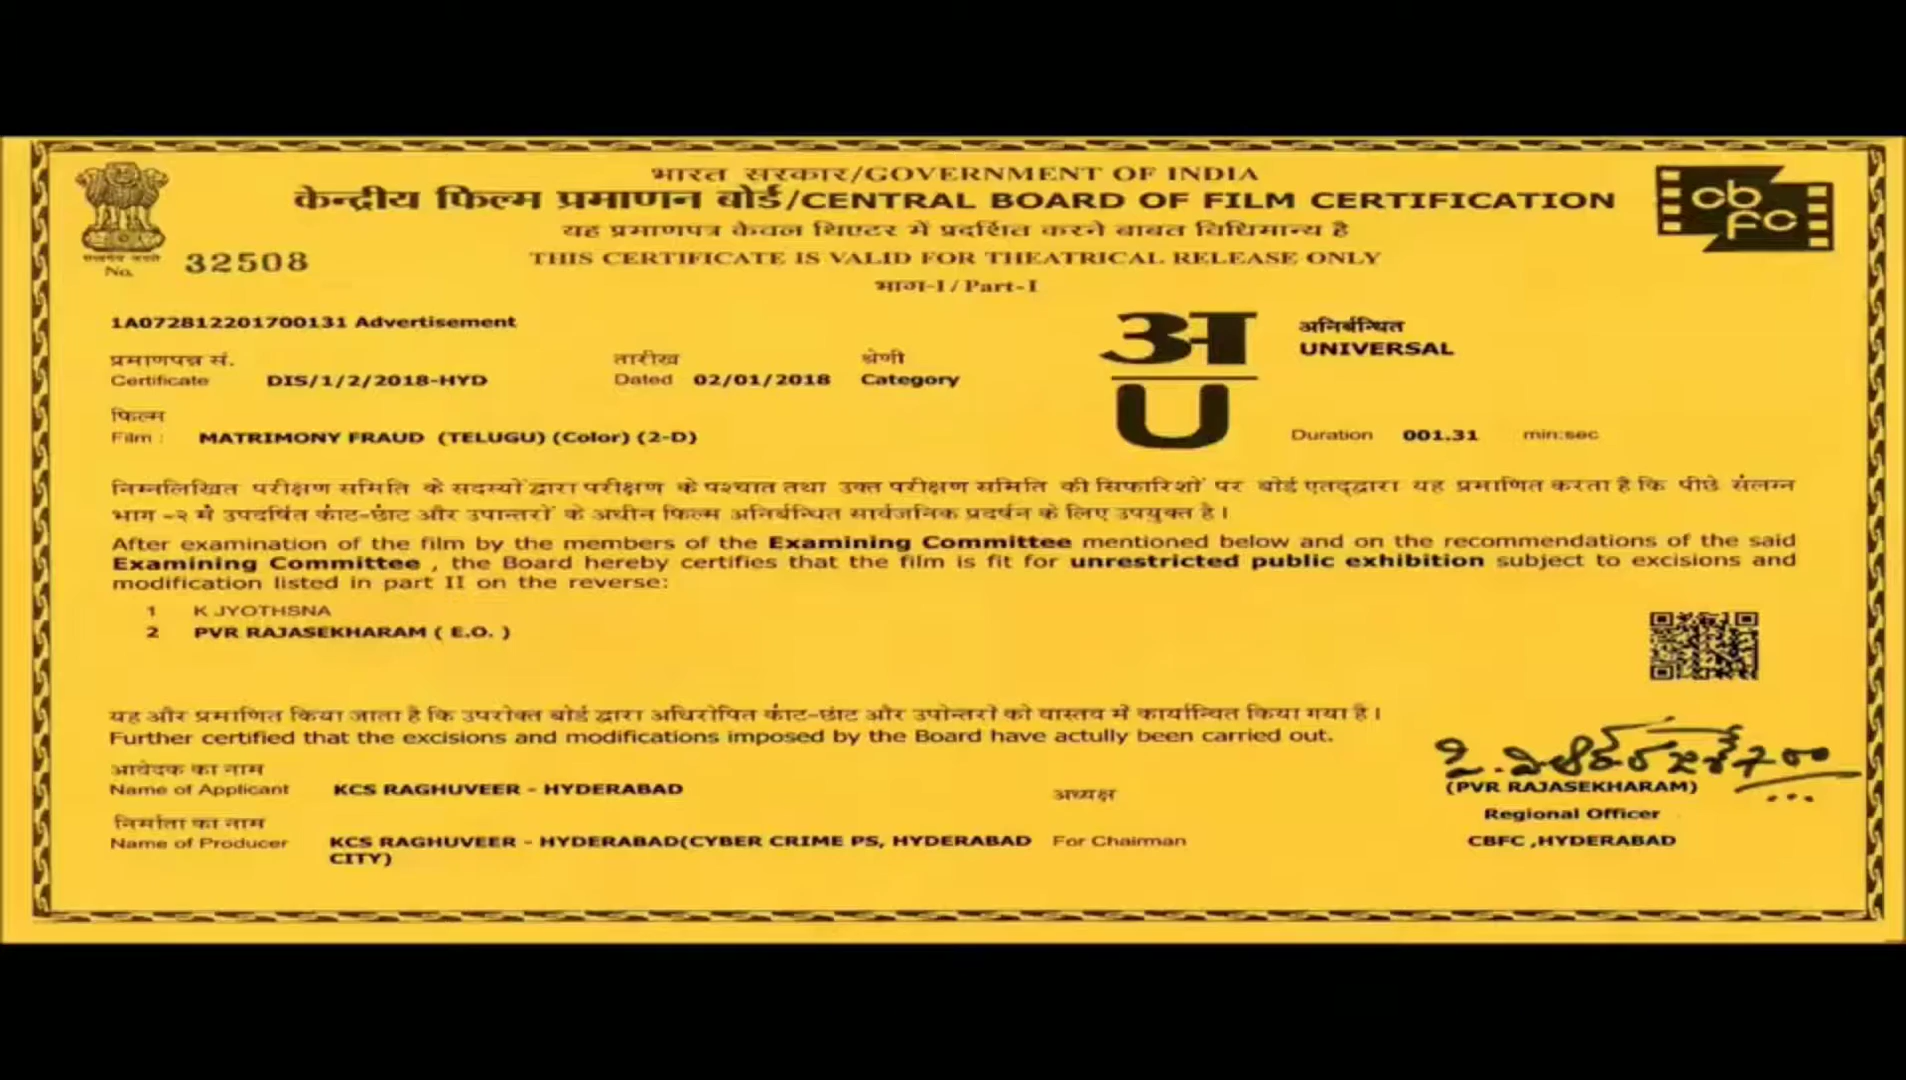 भारत सरकार/GOVERNMENT OF INDIA
केन्द्रीय फिल्म प्रमाणन बोर्ड/CENTRAL BOARD OF FILM CERTIFICATION
cb
fc
यह प्रमाणपत्र केवल थिएटर में प्रदर्शित करने बाबत विधिमान्य है
No. 32508
THIS CERTIFICATE IS VALID FOR THEATRICAL RELEASE ONLY
भाग-I / Part-I
1A072812201700131 Advertisement
अ
U
अनिर्बन्धित
UNIVERSAL
प्रमाणपत्र सं. तारीख श्रेणी
Certificate DIS/1/2/2018-HYD Dated 02/01/2018 Category
फिल्म
Film : MATRIMONY FRAUD (TELUGU) (Color) (2-D)
Duration 001.31 min:sec
निम्नलिखित परीक्षण समिति के सदस्यों द्वारा परीक्षण के पश्चात तथा उक्त परीक्षण समिति की सिफारिशों पर बोर्ड एतद्द्वारा यह प्रमाणित करता है कि पीछे संलग्न
भाग -२ में उपदर्षित कांट-छांट और उपान्तरों के अधीन फिल्म अनिर्बन्धित सार्वजनिक प्रदर्षन के लिए उपयुक्त है।
After examination of the film by the members of the Examining Committee mentioned below and on the recommendations of the said
Examining Committee , the Board hereby certifies that the film is fit for unrestricted public exhibition subject to excisions and
modification listed in part II on the reverse:
1 K JYOTHSNA
2 PVR RAJASEKHARAM ( E.O. )
यह और प्रमाणित किया जाता है कि उपरोक्त बोर्ड द्वारा अधिरोपित कांट-छांट और उपोन्तरों को वास्तव में कार्यान्वित किया गया है।
Further certified that the excisions and modifications imposed by the Board have actully been carried out.
आवेदक का नाम
Name of Applicant KCS RAGHUVEER - HYDERABAD
अध्यक्ष
(PVR RAJASEKHARAM)
Regional Officer
निर्माता का नाम
Name of Producer KCS RAGHUVEER - HYDERABAD(CYBER CRIME PS, HYDERABAD
CITY)
For Chairman
CBFC ,HYDERABAD